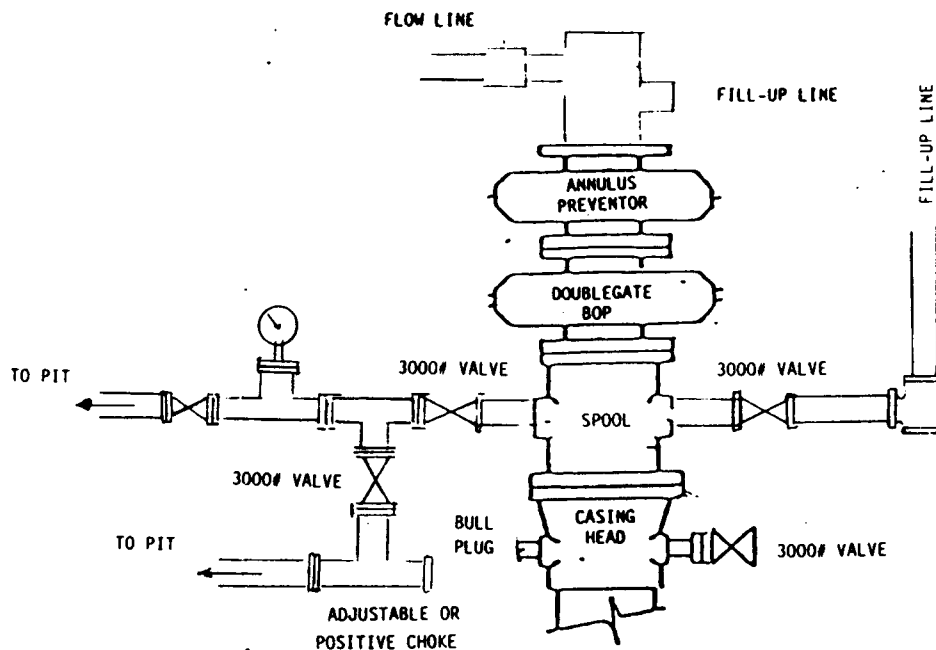 FLOW LINE
FILL-UP LINE
FILL-UP LINE
ANNULUS
PREVENTOR
DOUBLEGATE
BOP
TO PIT
3000# VALVE
3000# VALVE
SPOOL
3000# VALVE
CASING
HEAD
BULL
PLUG
TO PIT
3000# VALVE
ADJUSTABLE OR
POSITIVE CHOKE